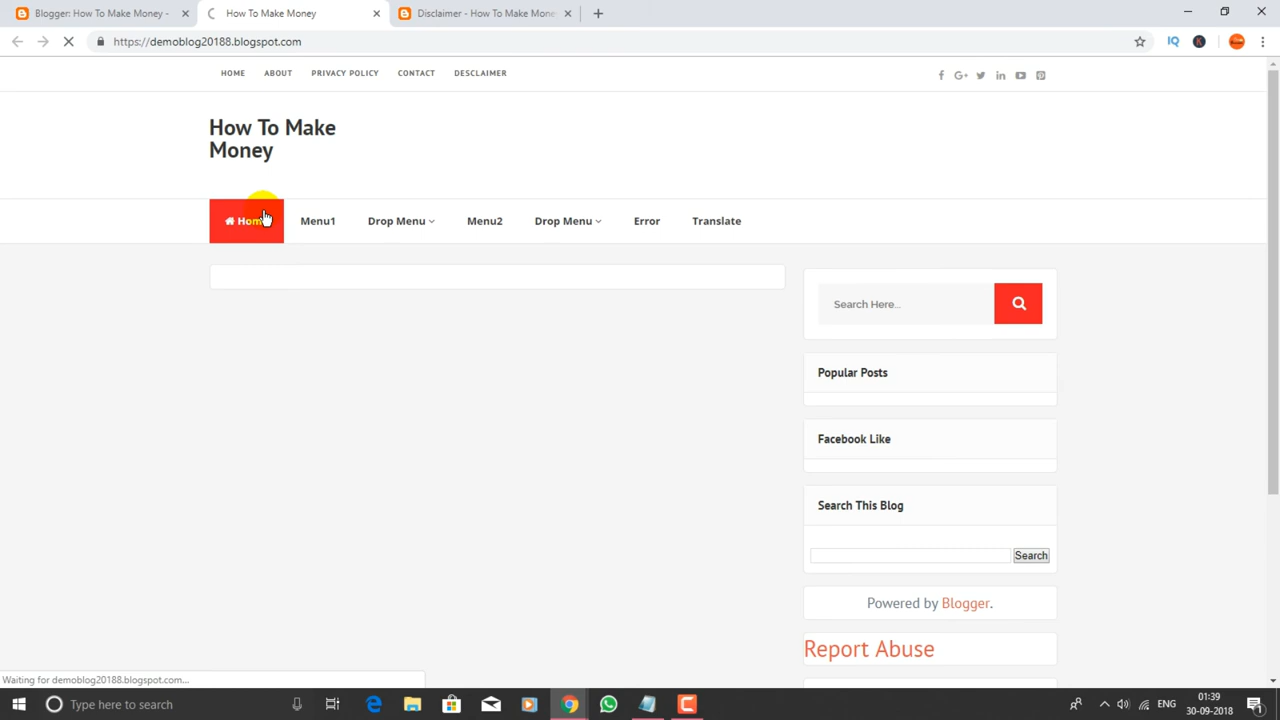 Blogger: How To Make Money -
How To Make Money
Disclaimer - How To Make Mone
https://demoblog20188.blogspot.com
HOME ABOUT PRIVACY POLICY CONTACT DESCLAIMER
How To Make
Money
Home Menu1 Drop Menu Menu2 Drop Menu Error Translate
Search Here...
Popular Posts
Facebook Like
Search This Blog
Search
Powered by Blogger.
Report Abuse
Waiting for demoblog20188.blogspot.com...
Type here to search
ENG
01:39
30-09-2018